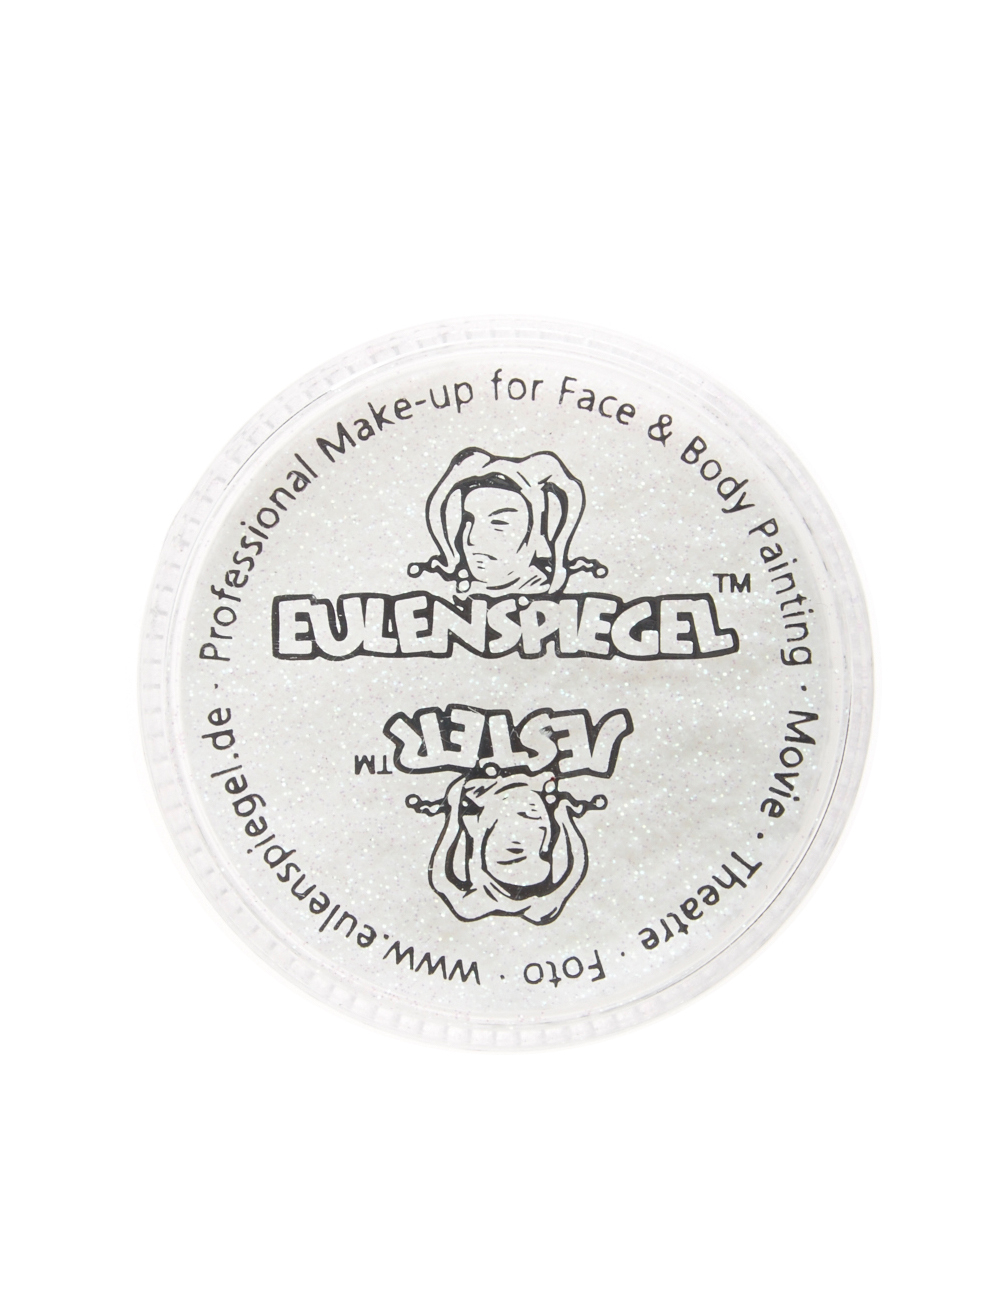 Professional Make-up for Face & Body Painting · Movie · Theatre · Foto · www.eulenspiegel.de ·
EULENSPIEGEL™
JESTER™